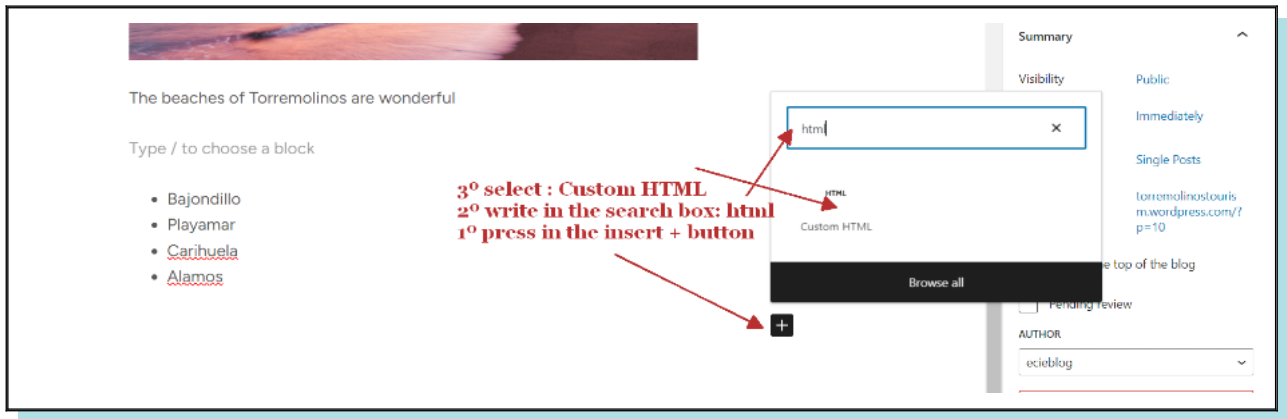 The beaches of Torremolinos are wonderful
Type / to choose a block
Bajondillo
Playamar
Carihuela
Alamos
3º select : Custom HTML
2º write in the search box: html
1º press in the insert + button
html
HTML
Custom HTML
Browse all
Summary
Visibility
Public
Immediately
Single Posts
torremolinostouris
m.wordpress.com/?
p=10
top of the blog
Pending review
AUTHOR
ecieblog